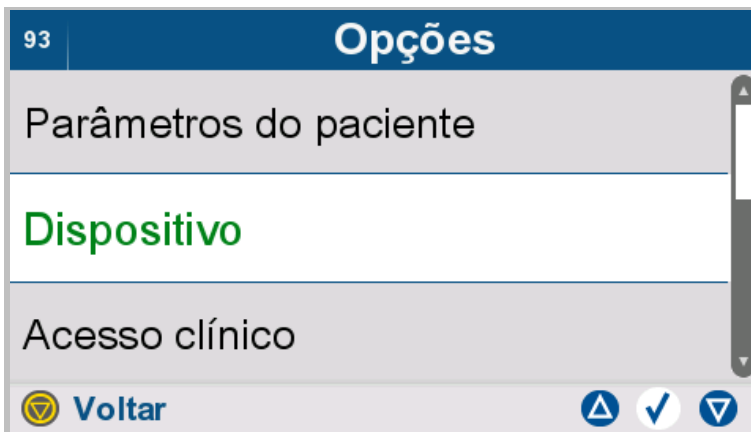 93 Opções
Parâmetros do paciente
Dispositivo
Acesso clínico
Voltar